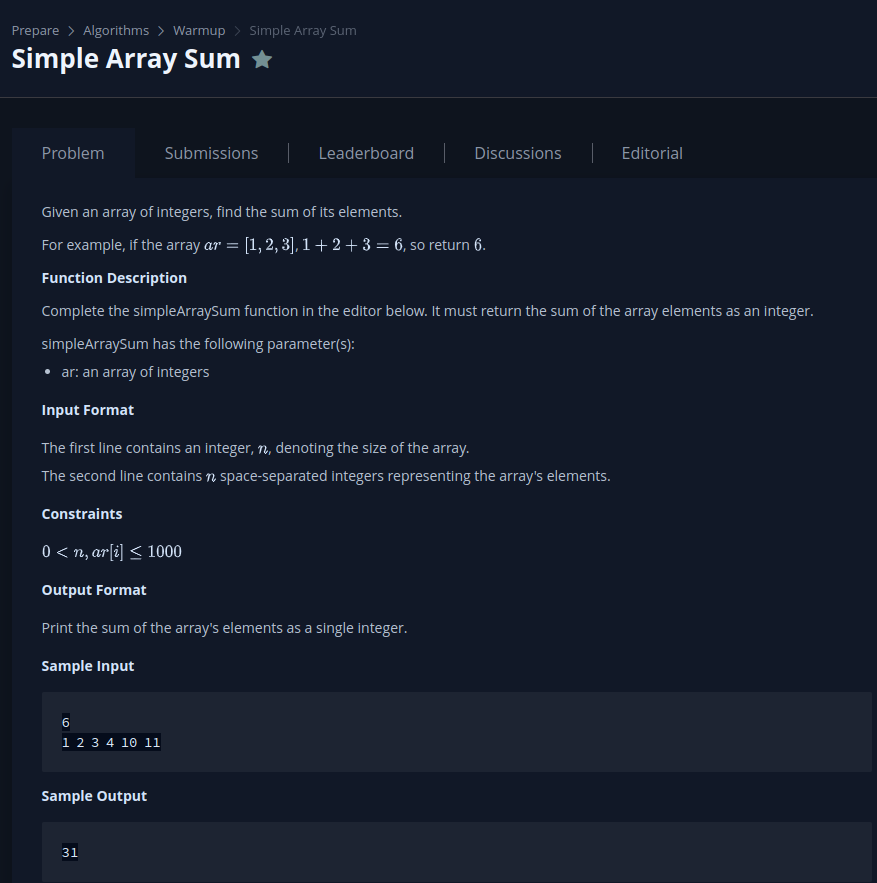 Prepare > Algorithms > Warmup > Simple Array Sum
Simple Array Sum
Problem Submissions Leaderboard Discussions Editorial
Given an array of integers, find the sum of its elements.
For example, if the array ar = [1, 2, 3], 1 + 2 + 3 = 6, so return 6.
Function Description
Complete the simpleArraySum function in the editor below. It must return the sum of the array elements as an integer.
simpleArraySum has the following parameter(s):
• ar: an array of integers
Input Format
The first line contains an integer, n, denoting the size of the array.
The second line contains n space-separated integers representing the array's elements.
Constraints
0 < n, ar[i] ≤ 1000
Output Format
Print the sum of the array's elements as a single integer.
Sample Input
6
1 2 3 4 10 11
Sample Output
31